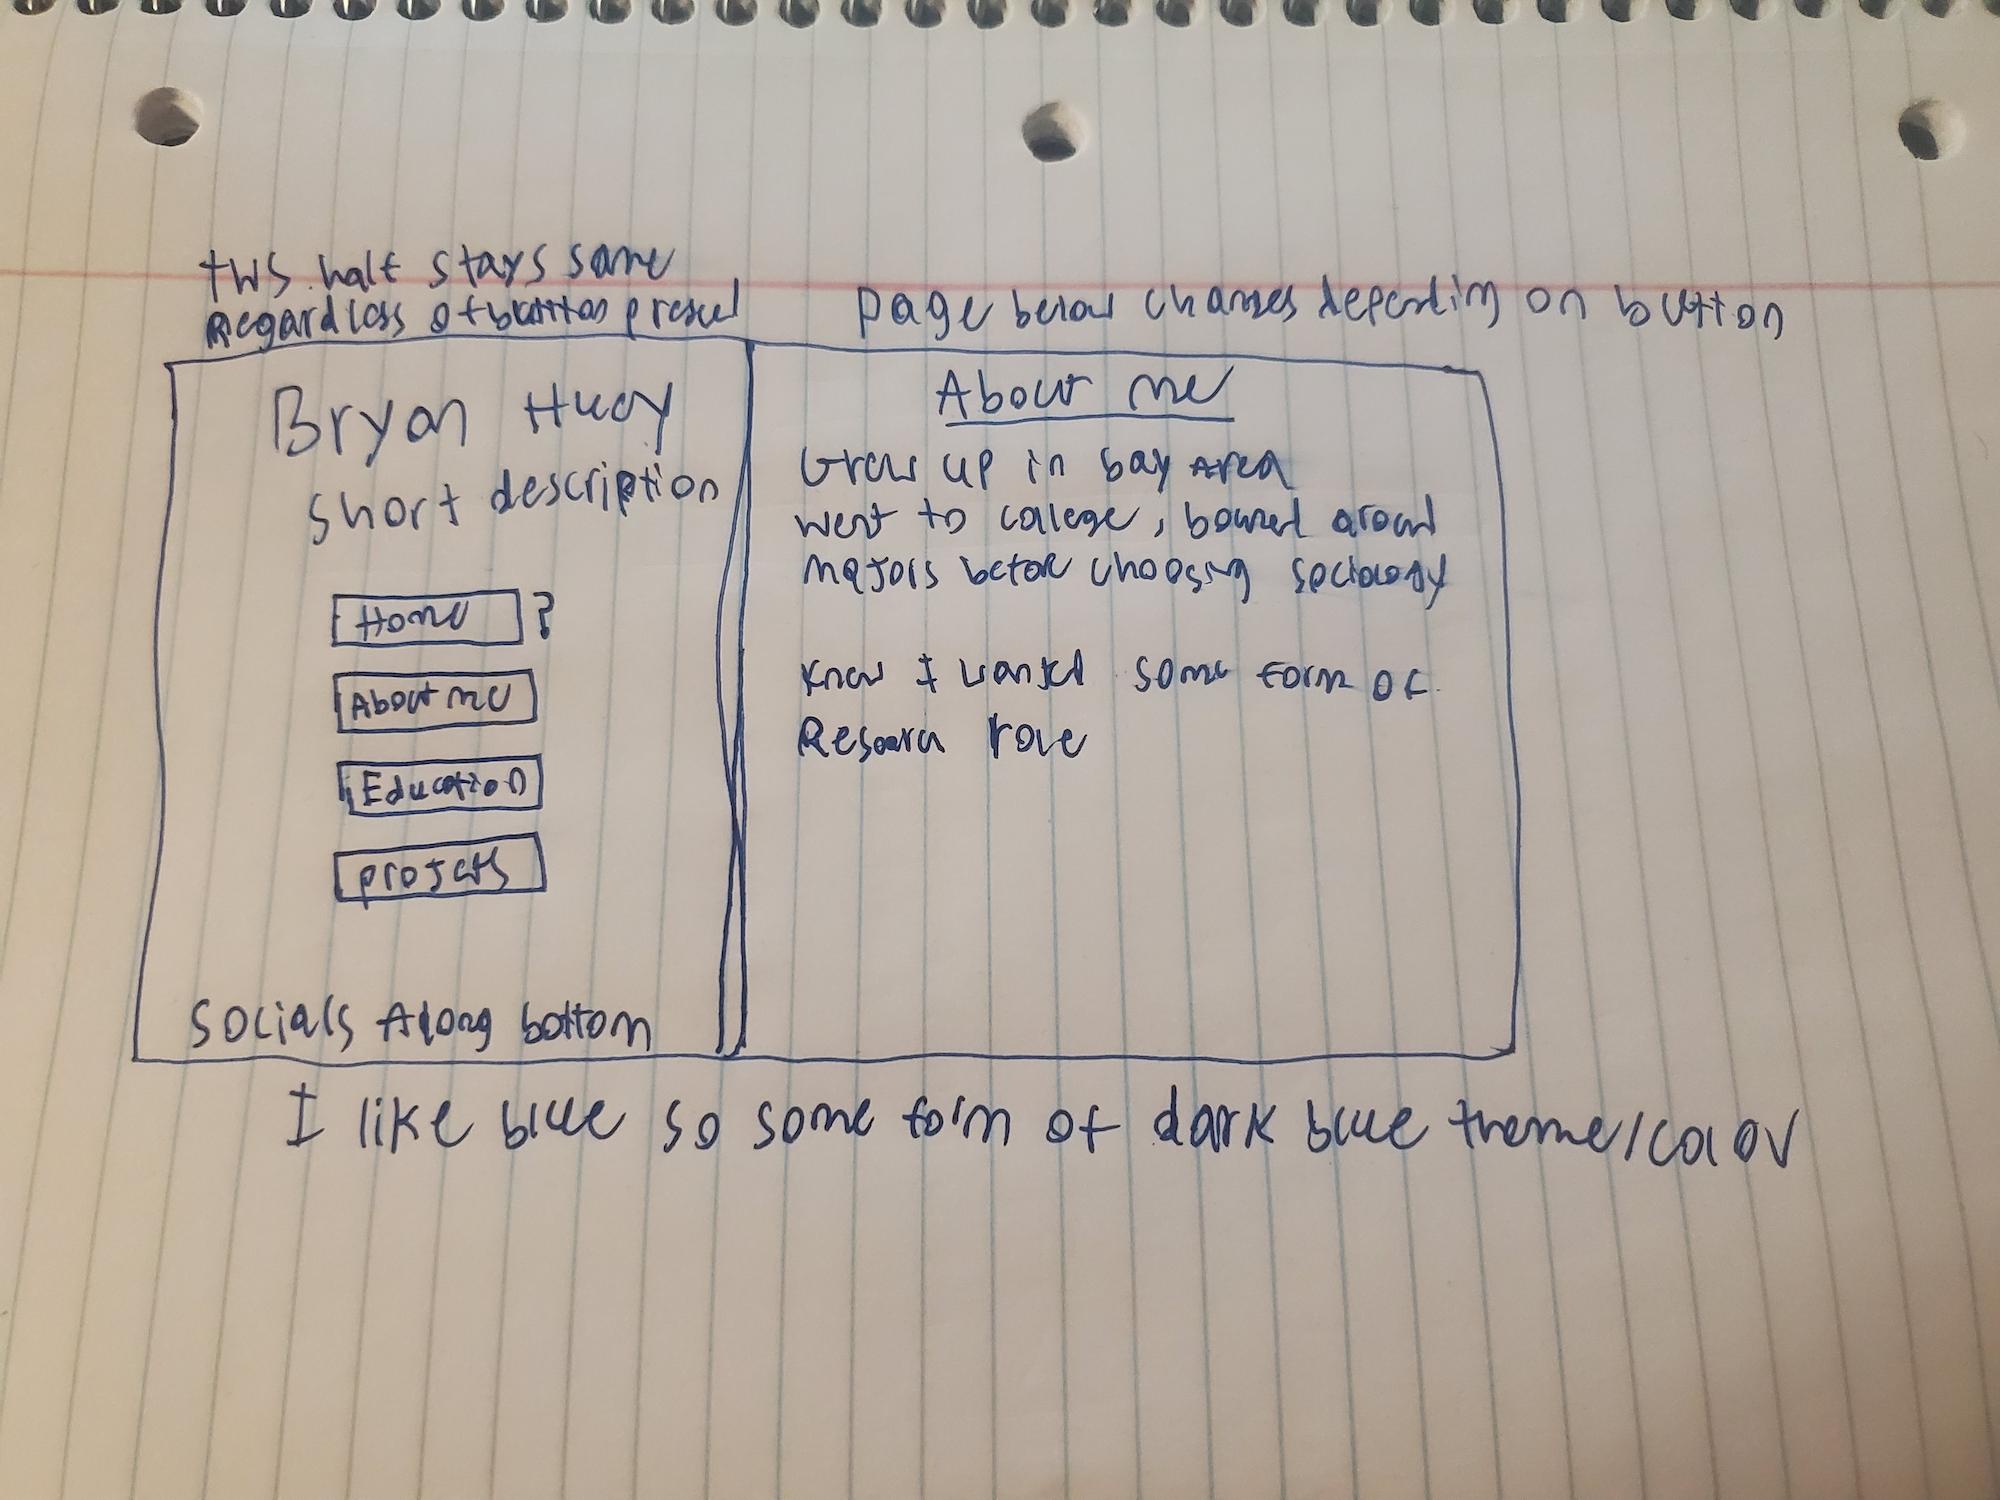 this half stays same
Regardless of button pressed
page below changes depending on button
Bryan Huoy
short description
Home ?
About me
Education
projects
socials Along bottom
About me
Grew up in bay Area
went to college, bounced around
majors before choosing sociology
Knew I wanted some form of
Research role
I like blue so some form of dark blue theme/color